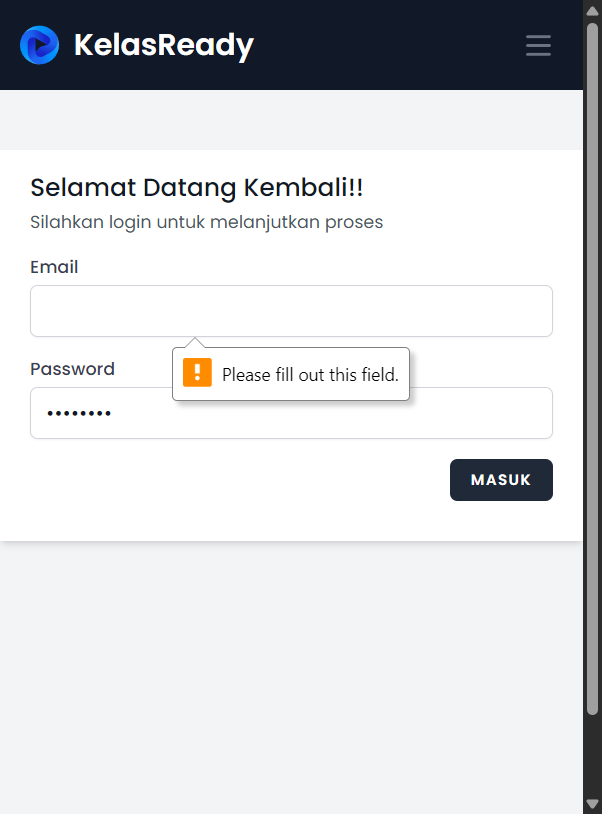 KelasReady
Selamat Datang Kembali!!
Silahkan login untuk melanjutkan proses
Email
Please fill out this field.
Password
••••••••
MASUK